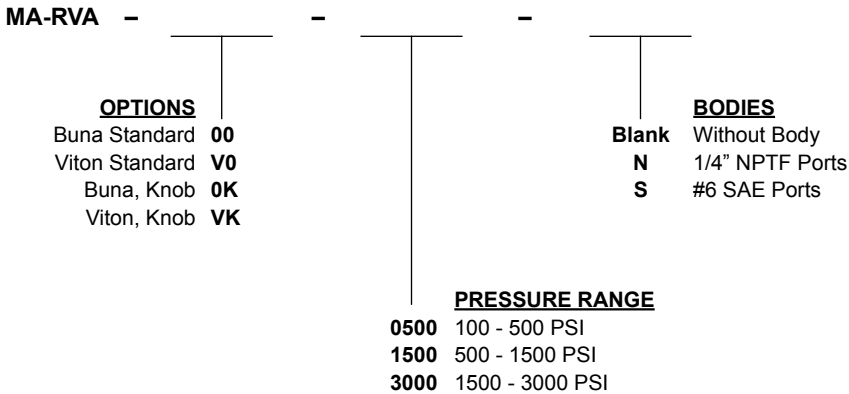 MA-RVA – – –
OPTIONS
Buna Standard 00
Viton Standard V0
Buna, Knob 0K
Viton, Knob VK
BODIES
Blank Without Body
N 1/4” NPTF Ports
S #6 SAE Ports
PRESSURE RANGE
0500 100 - 500 PSI
1500 500 - 1500 PSI
3000 1500 - 3000 PSI